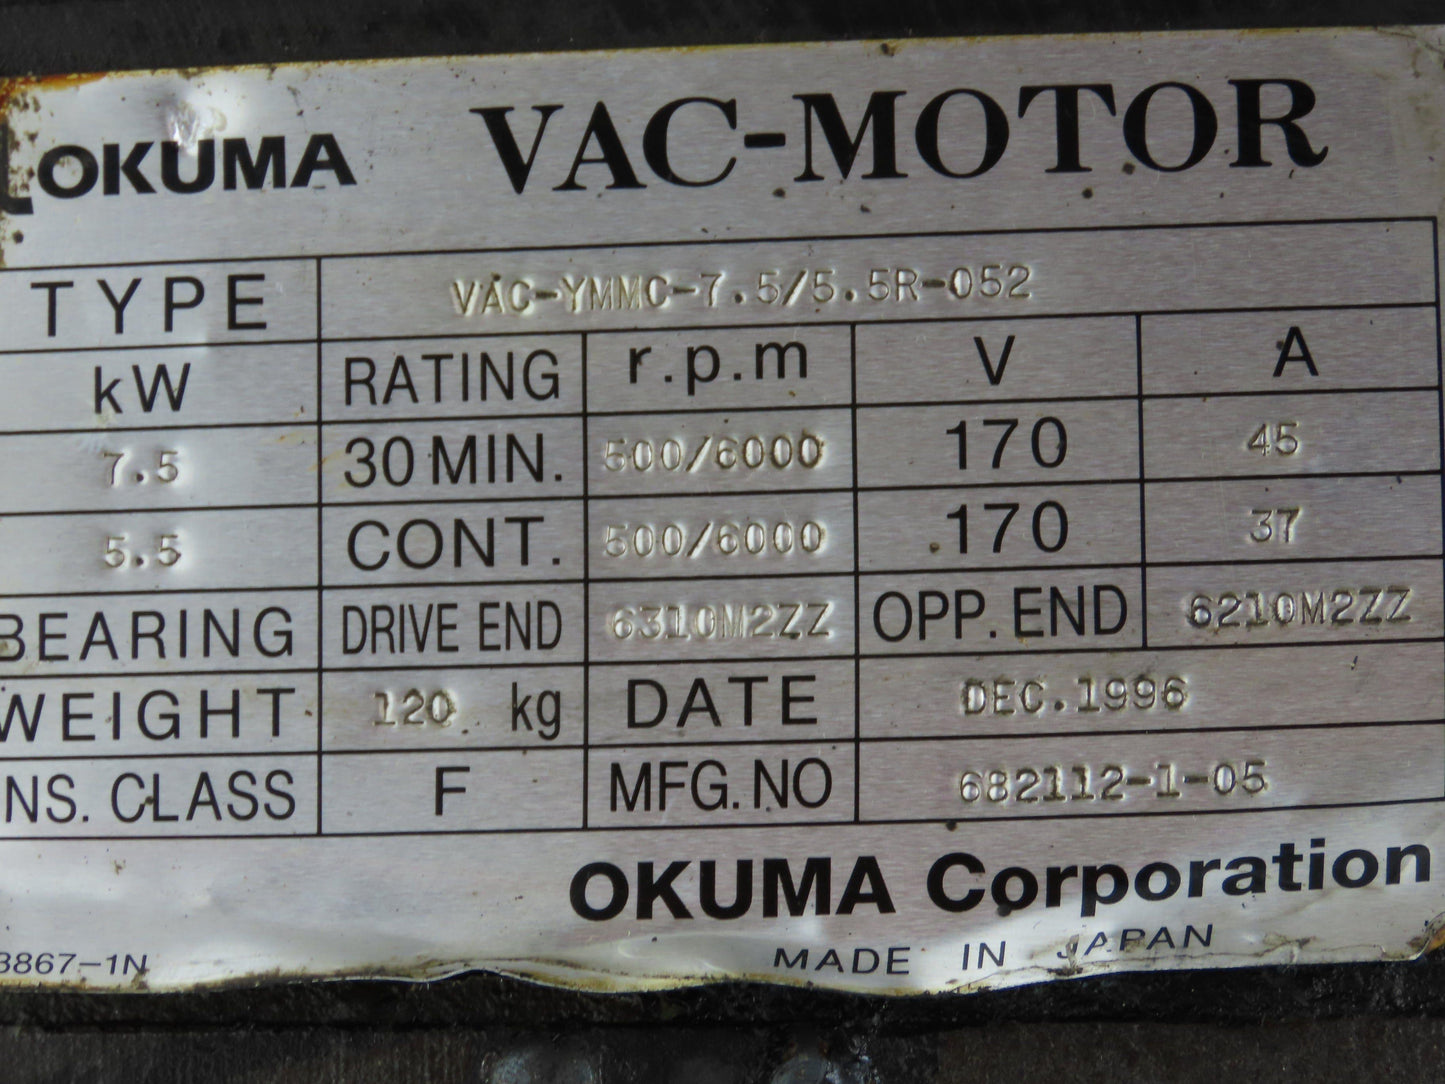 OKUMA VAC-MOTOR
TYPE VAC-YMMC-7.5/5.5R-052
kW RATING r.p.m V A
7.5 30 MIN. 500/6000 170 45
5.5 CONT. 500/6000 170 37
BEARING DRIVE END 6310M2ZZ OPP. END 6210M2ZZ
WEIGHT 120 kg DATE DEC.1996
NS. CLASS F MFG. NO 682112-1-05
OKUMA Corporation
MADE IN JAPAN
3867-1N